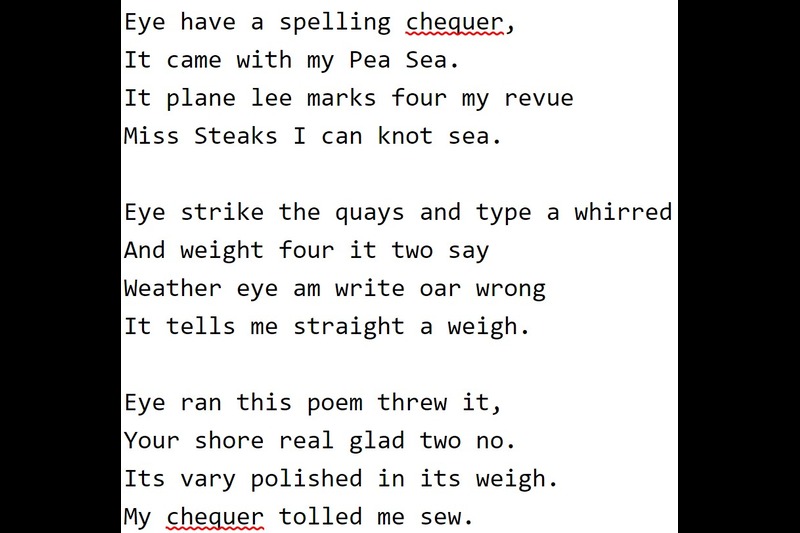 Eye have a spelling chequer,
It came with my Pea Sea.
It plane lee marks four my revue
Miss Steaks I can knot sea.
Eye strike the quays and type a whirred
And weight four it two say
Weather eye am write oar wrong
It tells me straight a weigh.
Eye ran this poem threw it,
Your shore real glad two no.
Its vary polished in its weigh.
My chequer tolled me sew.